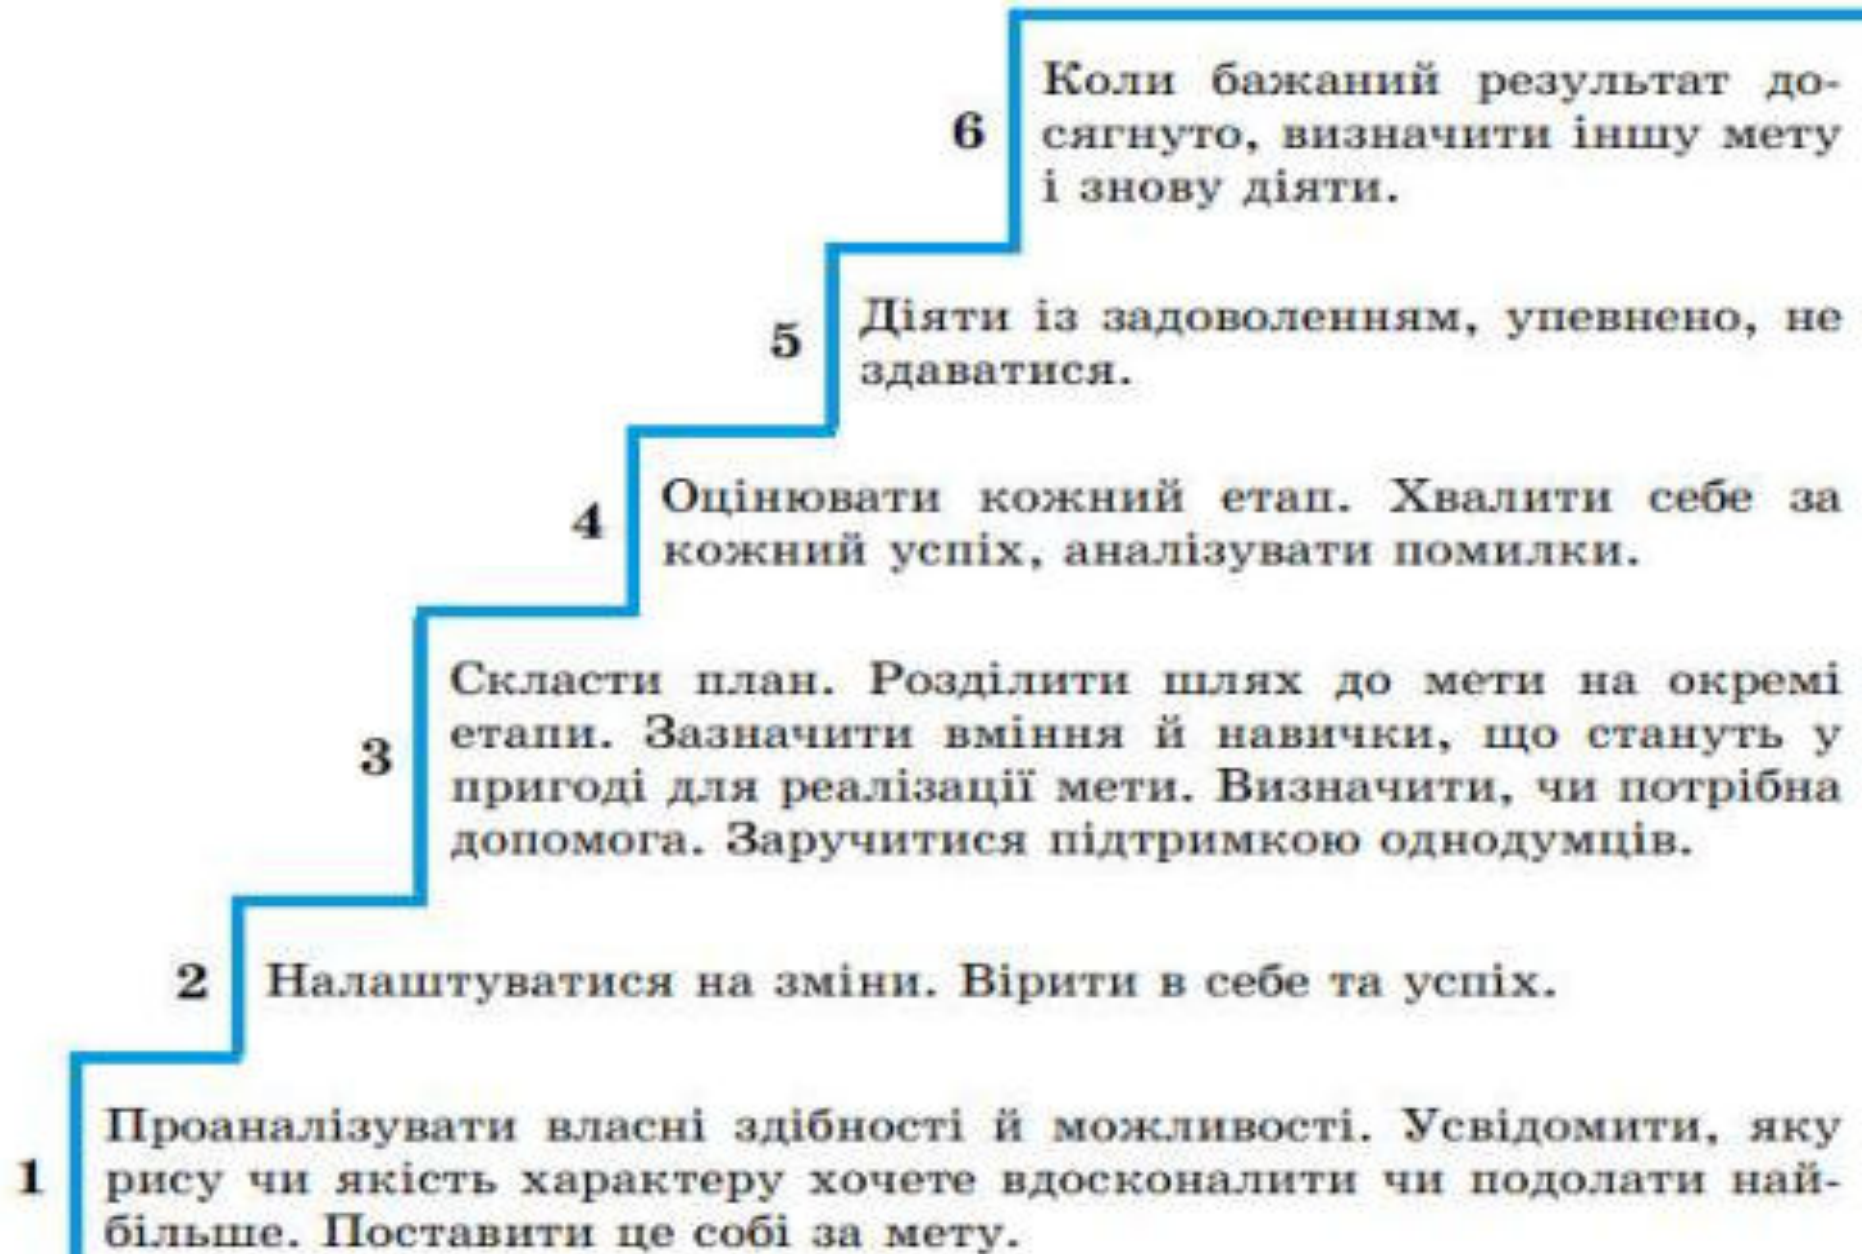 6
Коли бажаний результат до-
сягнуто, визначити іншу мету
і знову діяти.
5
Діяти із задоволенням, упевнено, не
здаватися.
4
Оцінювати кожний етап. Хвалити себе за
кожний успіх, аналізувати помилки.
3
Скласти план. Розділити шлях до мети на окремі
етапи. Зазначити вміння й навички, що стануть у
пригоді для реалізації мети. Визначити, чи потрібна
допомога. Заручитися підтримкою однодумців.
2
Налаштуватися на зміни. Вірити в себе та успіх.
1
Проаналізувати власні здібності й можливості. Усвідомити, яку
рису чи якість характеру хочете вдосконалити чи подолати най-
більше. Поставити це собі за мету.